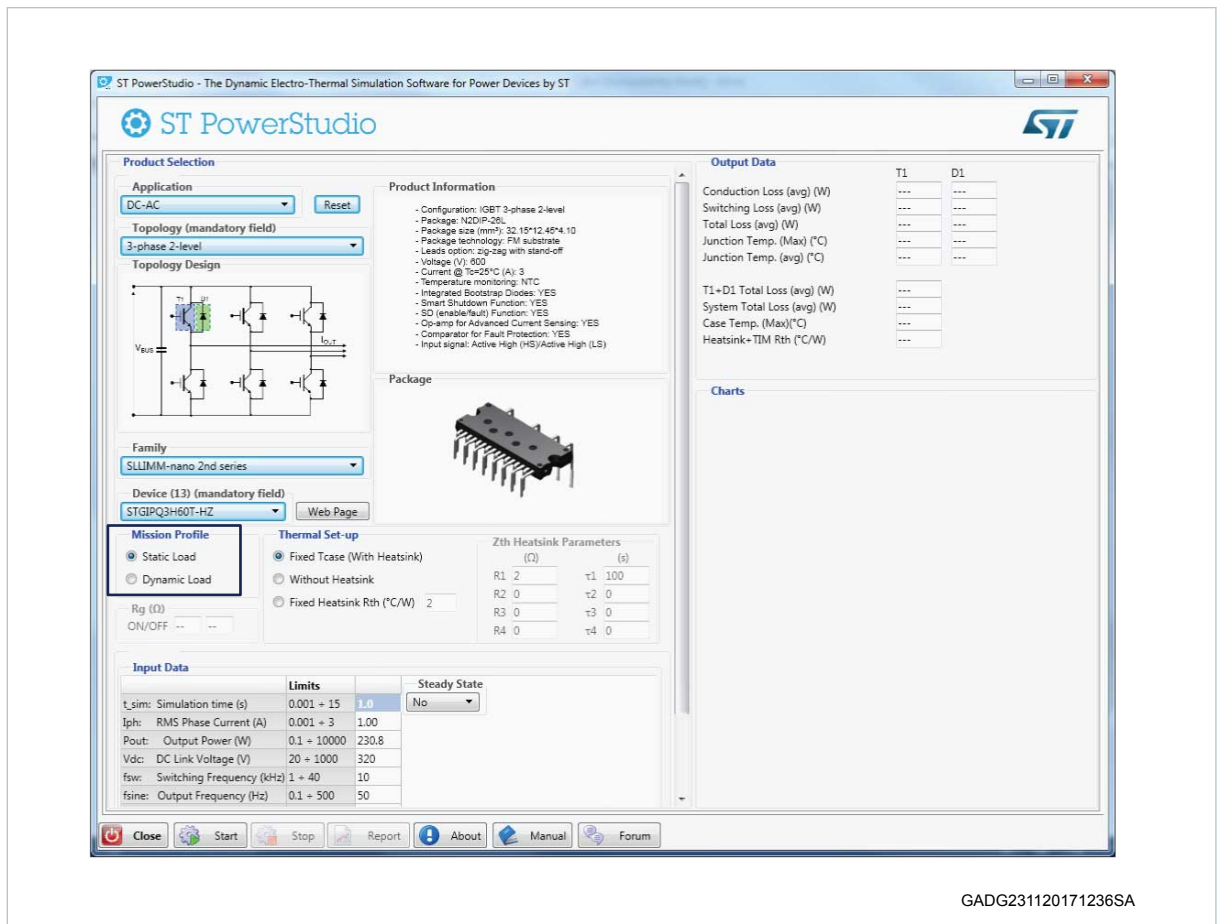 ST PowerStudio - The Dynamic Electro-Thermal Simulation Software for Power Devices by ST
ST PowerStudio
ST
Product Selection
Application
DC-AC
Reset
Topology (mandatory field)
3-phase 2-level
Topology Design
T1 D1
IOUT
VBUS
Family
SLLIMM-nano 2nd series
Device (13) (mandatory field)
STGIPQ3H60T-HZ
Web Page
Product Information
- Configuration: IGBT 3-phase 2-level
- Package: N2DIP-26L
- Package size (mm²): 32.15*12.45*4.10
- Package technology: FM substrate
- Leads option: zig-zag with stand-off
- Voltage (V): 600
- Current @ Tc=25°C (A): 3
- Temperature monitoring: NTC
- Integrated Bootstrap Diodes: YES
- Smart Shutdown Function: YES
- SD (enable/fault) Function: YES
- Op-amp for Advanced Current Sensing: YES
- Comparator for Fault Protection: YES
- Input signal: Active High (HS)/Active High (LS)
Package
Mission Profile
Static Load
Dynamic Load
Rg (Ω)
ON/OFF -- --
Thermal Set-up
Fixed Tcase (With Heatsink)
Without Heatsink
Fixed Heatsink Rth (°C/W) 2
Zth Heatsink Parameters
(Ω) (s)
R1 2 τ1 100
R2 0 τ2 0
R3 0 τ3 0
R4 0 τ4 0
Input Data
Limits
t_sim: Simulation time (s) 0.001 ÷ 15 1.0
Iph: RMS Phase Current (A) 0.001 ÷ 3 1.00
Pout: Output Power (W) 0.1 ÷ 10000 230.8
Vdc: DC Link Voltage (V) 20 ÷ 1000 320
fsw: Switching Frequency (kHz) 1 ÷ 40 10
fsine: Output Frequency (Hz) 0.1 ÷ 500 50
Steady State
No
Output Data
T1 D1
Conduction Loss (avg) (W) --- ---
Switching Loss (avg) (W) --- ---
Total Loss (avg) (W) --- ---
Junction Temp. (Max) (°C) --- ---
Junction Temp. (avg) (°C) --- ---
T1+D1 Total Loss (avg) (W) ---
System Total Loss (avg) (W) ---
Case Temp. (Max)(°C) ---
Heatsink+TIM Rth (°C/W) ---
Charts
Close Start Stop Report About Manual Forum
GADG231120171236SA